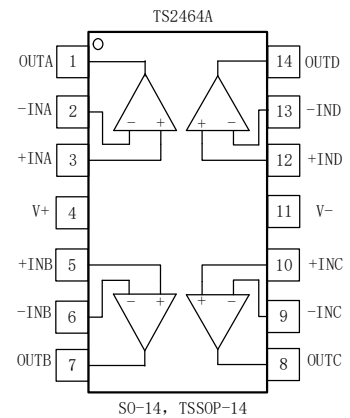 TS2464A
OUTA 1 14 OUTD
-INA 2 13 -IND
- + + -
+INA 3 12 +IND
V+ 4 11 V-
+INB 5 10 +INC
- + + -
-INB 6 9 -INC
OUTB 7 8 OUTC
SO-14, TSSOP-14